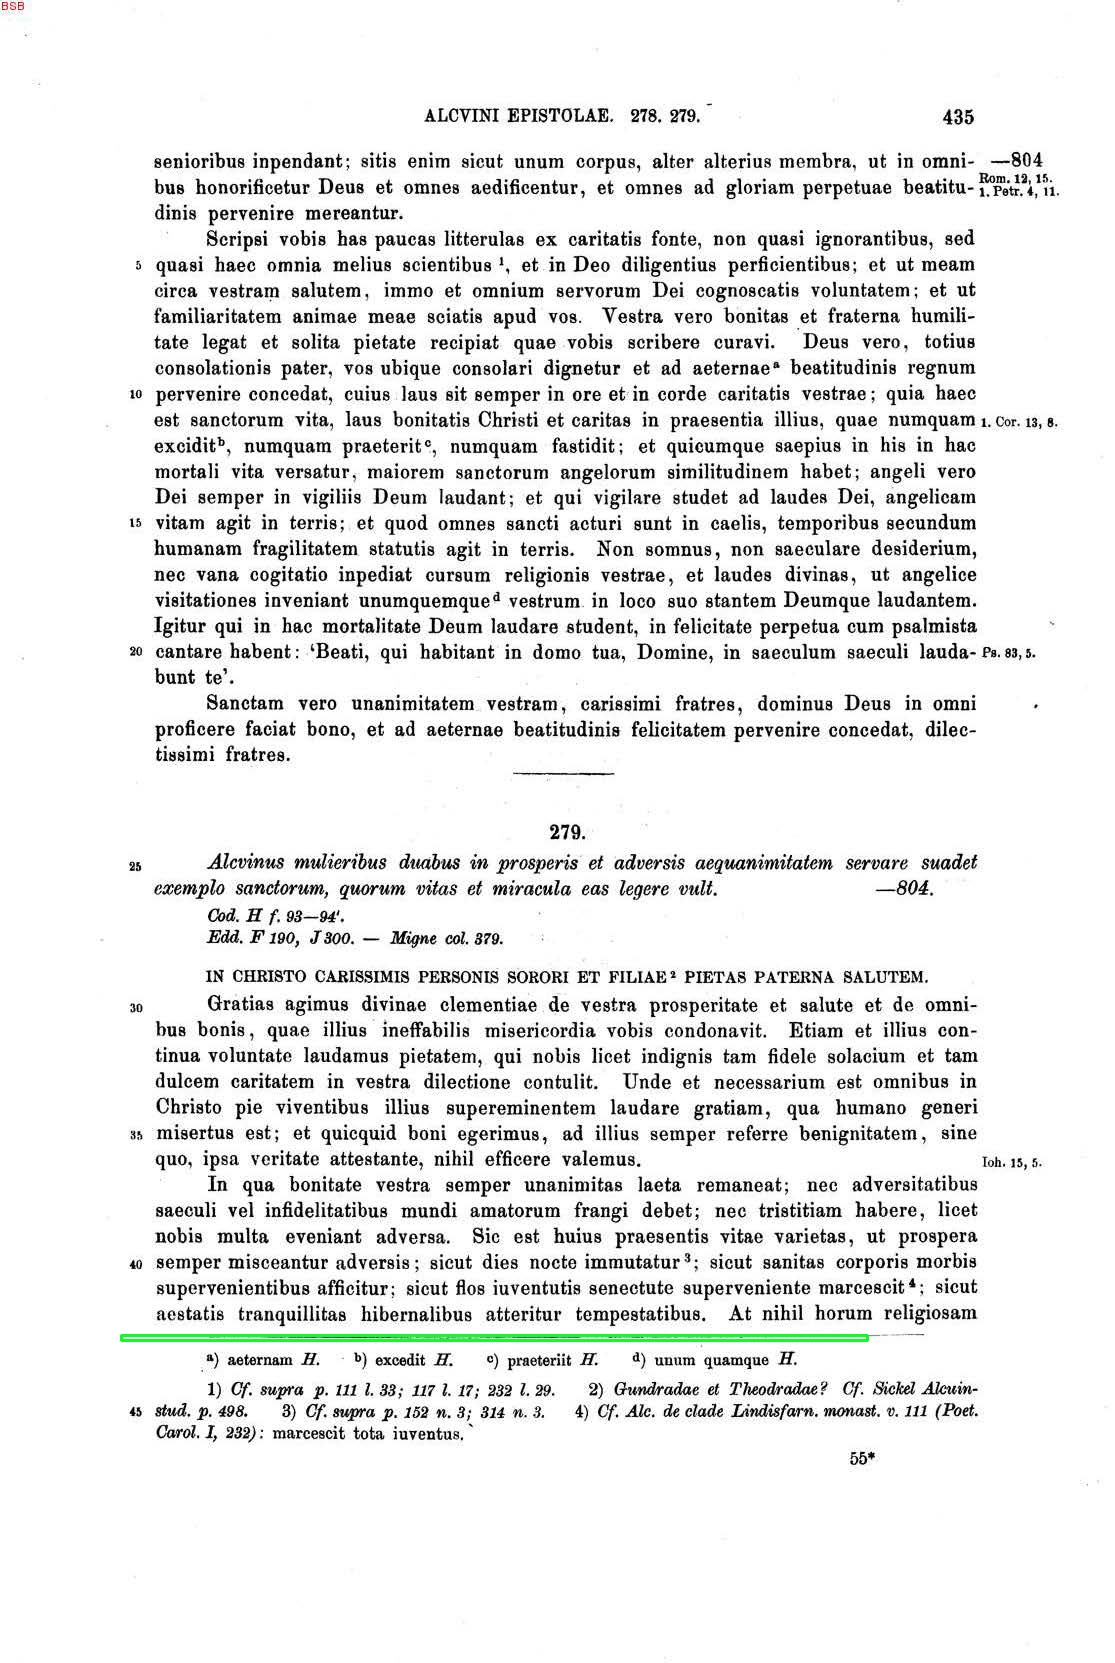 BSB
ALCVINI EPISTOLAE. 278. 279. 435
senioribus inpendant; sitis enim sicut unum corpus, alter alterius membra, ut in omni- —804
bus honorificetur Deus et omnes aedificentur, et omnes ad gloriam perpetuae beatitu- Rom. 12, 15. 1. Petr. 4, 11.
dinis pervenire mereantur.
Scripsi vobis has paucas litterulas ex caritatis fonte, non quasi ignorantibus, sed
5 quasi haec omnia melius scientibus ¹, et in Deo diligentius perficientibus; et ut meam
circa vestram salutem, immo et omnium servorum Dei cognoscatis voluntatem; et ut
familiaritatem animae meae sciatis apud vos. Vestra vero bonitas et fraterna humili-
tate legat et solita pietate recipiat quae vobis scribere curavi. Deus vero, totius
consolationis pater, vos ubique consolari dignetur et ad aeternaeᵃ beatitudinis regnum
10 pervenire concedat, cuius laus sit semper in ore et in corde caritatis vestrae; quia haec
est sanctorum vita, laus bonitatis Christi et caritas in praesentia illius, quae numquam 1. Cor. 13, 8.
exciditᵇ, numquam praeteritᶜ, numquam fastidit; et quicumque saepius in his in hac
mortali vita versatur, maiorem sanctorum angelorum similitudinem habet; angeli vero
Dei semper in vigiliis Deum laudant; et qui vigilare studet ad laudes Dei, angelicam
15 vitam agit in terris; et quod omnes sancti acturi sunt in caelis, temporibus secundum
humanam fragilitatem statutis agit in terris. Non somnus, non saeculare desiderium,
nec vana cogitatio inpediat cursum religionis vestrae, et laudes divinas, ut angelice
visitationes inveniant unumquemqueᵈ vestrum in loco suo stantem Deumque laudantem.
Igitur qui in hac mortalitate Deum laudare student, in felicitate perpetua cum psalmista
20 cantare habent: ‘Beati, qui habitant in domo tua, Domine, in saeculum saeculi lauda- Ps. 83, 5.
bunt te’.
Sanctam vero unanimitatem vestram, carissimi fratres, dominus Deus in omni
proficere faciat bono, et ad aeternae beatitudinis felicitatem pervenire concedat, dilec-
tissimi fratres.
279.
25 Alcvinus mulieribus duabus in prosperis et adversis aequanimitatem servare suadet
exemplo sanctorum, quorum vitas et miracula eas legere vult. —804.
Cod. H f. 93—94'.
Edd. F 190, J 300. — Migne col. 379.
IN CHRISTO CARISSIMIS PERSONIS SORORI ET FILIAE² PIETAS PATERNA SALUTEM.
30 Gratias agimus divinae clementiae de vestra prosperitate et salute et de omni-
bus bonis, quae illius ineffabilis misericordia vobis condonavit. Etiam et illius con-
tinua voluntate laudamus pietatem, qui nobis licet indignis tam fidele solacium et tam
dulcem caritatem in vestra dilectione contulit. Unde et necessarium est omnibus in
Christo pie viventibus illius supereminentem laudare gratiam, qua humano generi
35 misertus est; et quicquid boni egerimus, ad illius semper referre benignitatem, sine
quo, ipsa veritate attestante, nihil efficere valemus. Ioh. 15, 5.
In qua bonitate vestra semper unanimitas laeta remaneat; nec adversitatibus
saeculi vel infidelitatibus mundi amatorum frangi debet; nec tristitiam habere, licet
nobis multa eveniant adversa. Sic est huius praesentis vitae varietas, ut prospera
40 semper misceantur adversis; sicut dies nocte immutatur³; sicut sanitas corporis morbis
supervenientibus afficitur; sicut flos iuventutis senectute superveniente marcescit⁴; sicut
aestatis tranquillitas hibernalibus atteritur tempestatibus. At nihil horum religiosam
ᵃ) aeternam H. ᵇ) excedit H. ᶜ) praeteriit H. ᵈ) unum quamque H.
1) Cf. supra p. 111 l. 33; 117 l. 17; 232 l. 29. 2) Gundradae et Theodradae? Cf. Sickel Alcuin-
45 stud. p. 498. 3) Cf. supra p. 152 n. 3; 314 n. 3. 4) Cf. Alc. de clade Lindisfarn. monast. v. 111 (Poet.
Carol. I, 232): marcescit tota iuventus.
55*